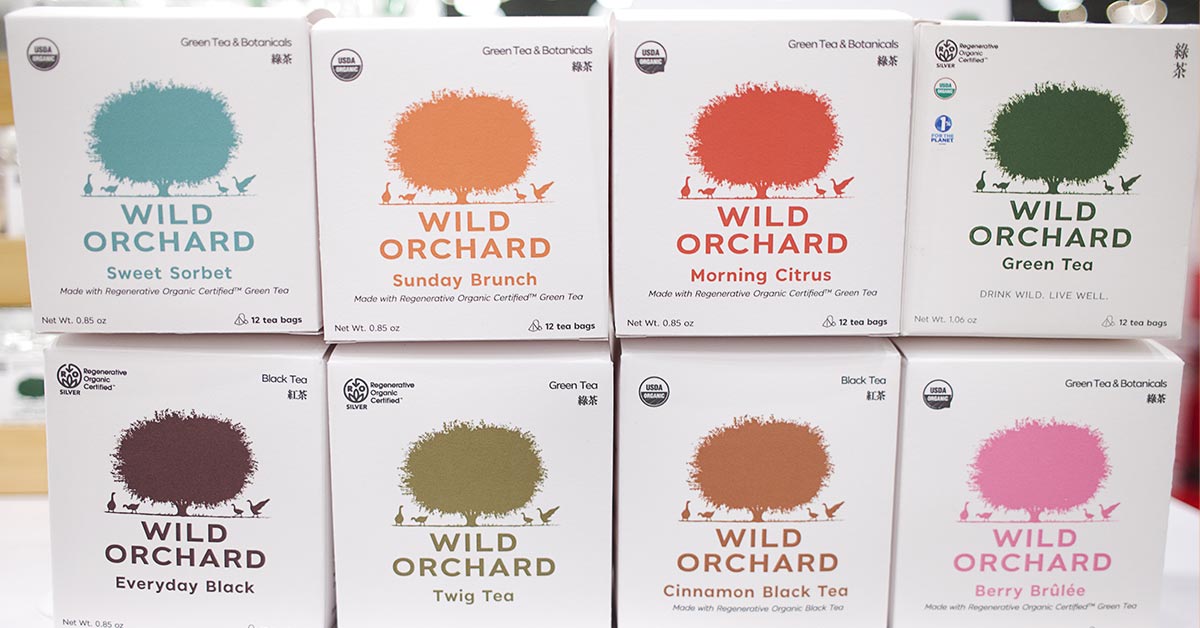 USDA
ORGANIC
Green Tea & Botanicals
綠茶
WILD
ORCHARD
Sweet Sorbet
Made with Regenerative Organic Certified™ Green Tea
Net Wt. 0.85 oz
12 tea bags
USDA
ORGANIC
Green Tea & Botanicals
綠茶
WILD
ORCHARD
Sunday Brunch
Made with Regenerative Organic Certified™ Green Tea
Net Wt. 0.85 oz
12 tea bags
USDA
ORGANIC
Green Tea & Botanicals
綠茶
WILD
ORCHARD
Morning Citrus
Made with Regenerative Organic Certified™ Green Tea
Net Wt. 0.85 oz
12 tea bags
Regenerative
Organic
Certified™
SILVER
USDA
ORGANIC
1%
FOR THE
PLANET
綠茶
WILD
ORCHARD
Green Tea
DRINK WILD. LIVE WELL.
Net Wt. 1.06 oz
12 tea bags
Regenerative
Organic
Certified™
SILVER
Black Tea
紅茶
WILD
ORCHARD
Everyday Black
Net Wt. 0.85 oz
Regenerative
Organic
Certified™
SILVER
Green Tea
綠茶
WILD
ORCHARD
Twig Tea
USDA
ORGANIC
Black Tea
紅茶
WILD
ORCHARD
Cinnamon Black Tea
Made with Regenerative Organic Black Tea
USDA
ORGANIC
Green Tea & Botanicals
綠茶
WILD
ORCHARD
Berry Brûlée
Made with Regenerative Organic Certified™ Green Tea